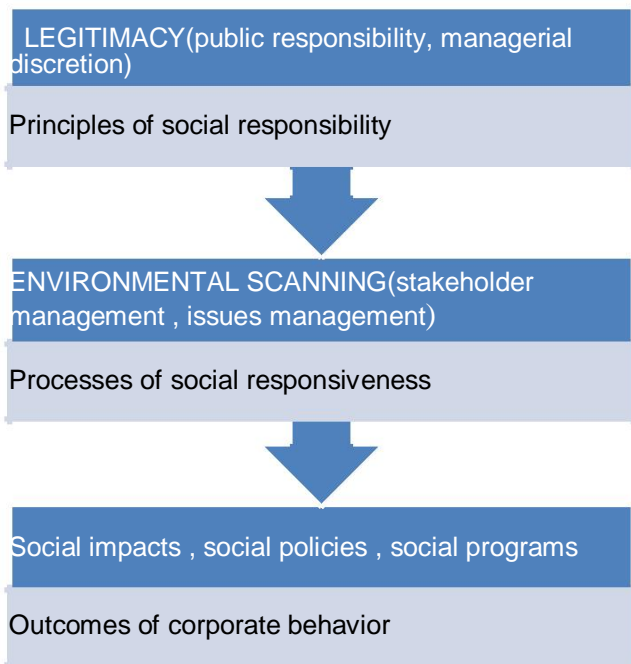 LEGITIMACY(public responsibility, managerial
discretion)
Principles of social responsibility
ENVIRONMENTAL SCANNING(stakeholder
management , issues management)
Processes of social responsiveness
Social impacts , social policies , social programs
Outcomes of corporate behavior